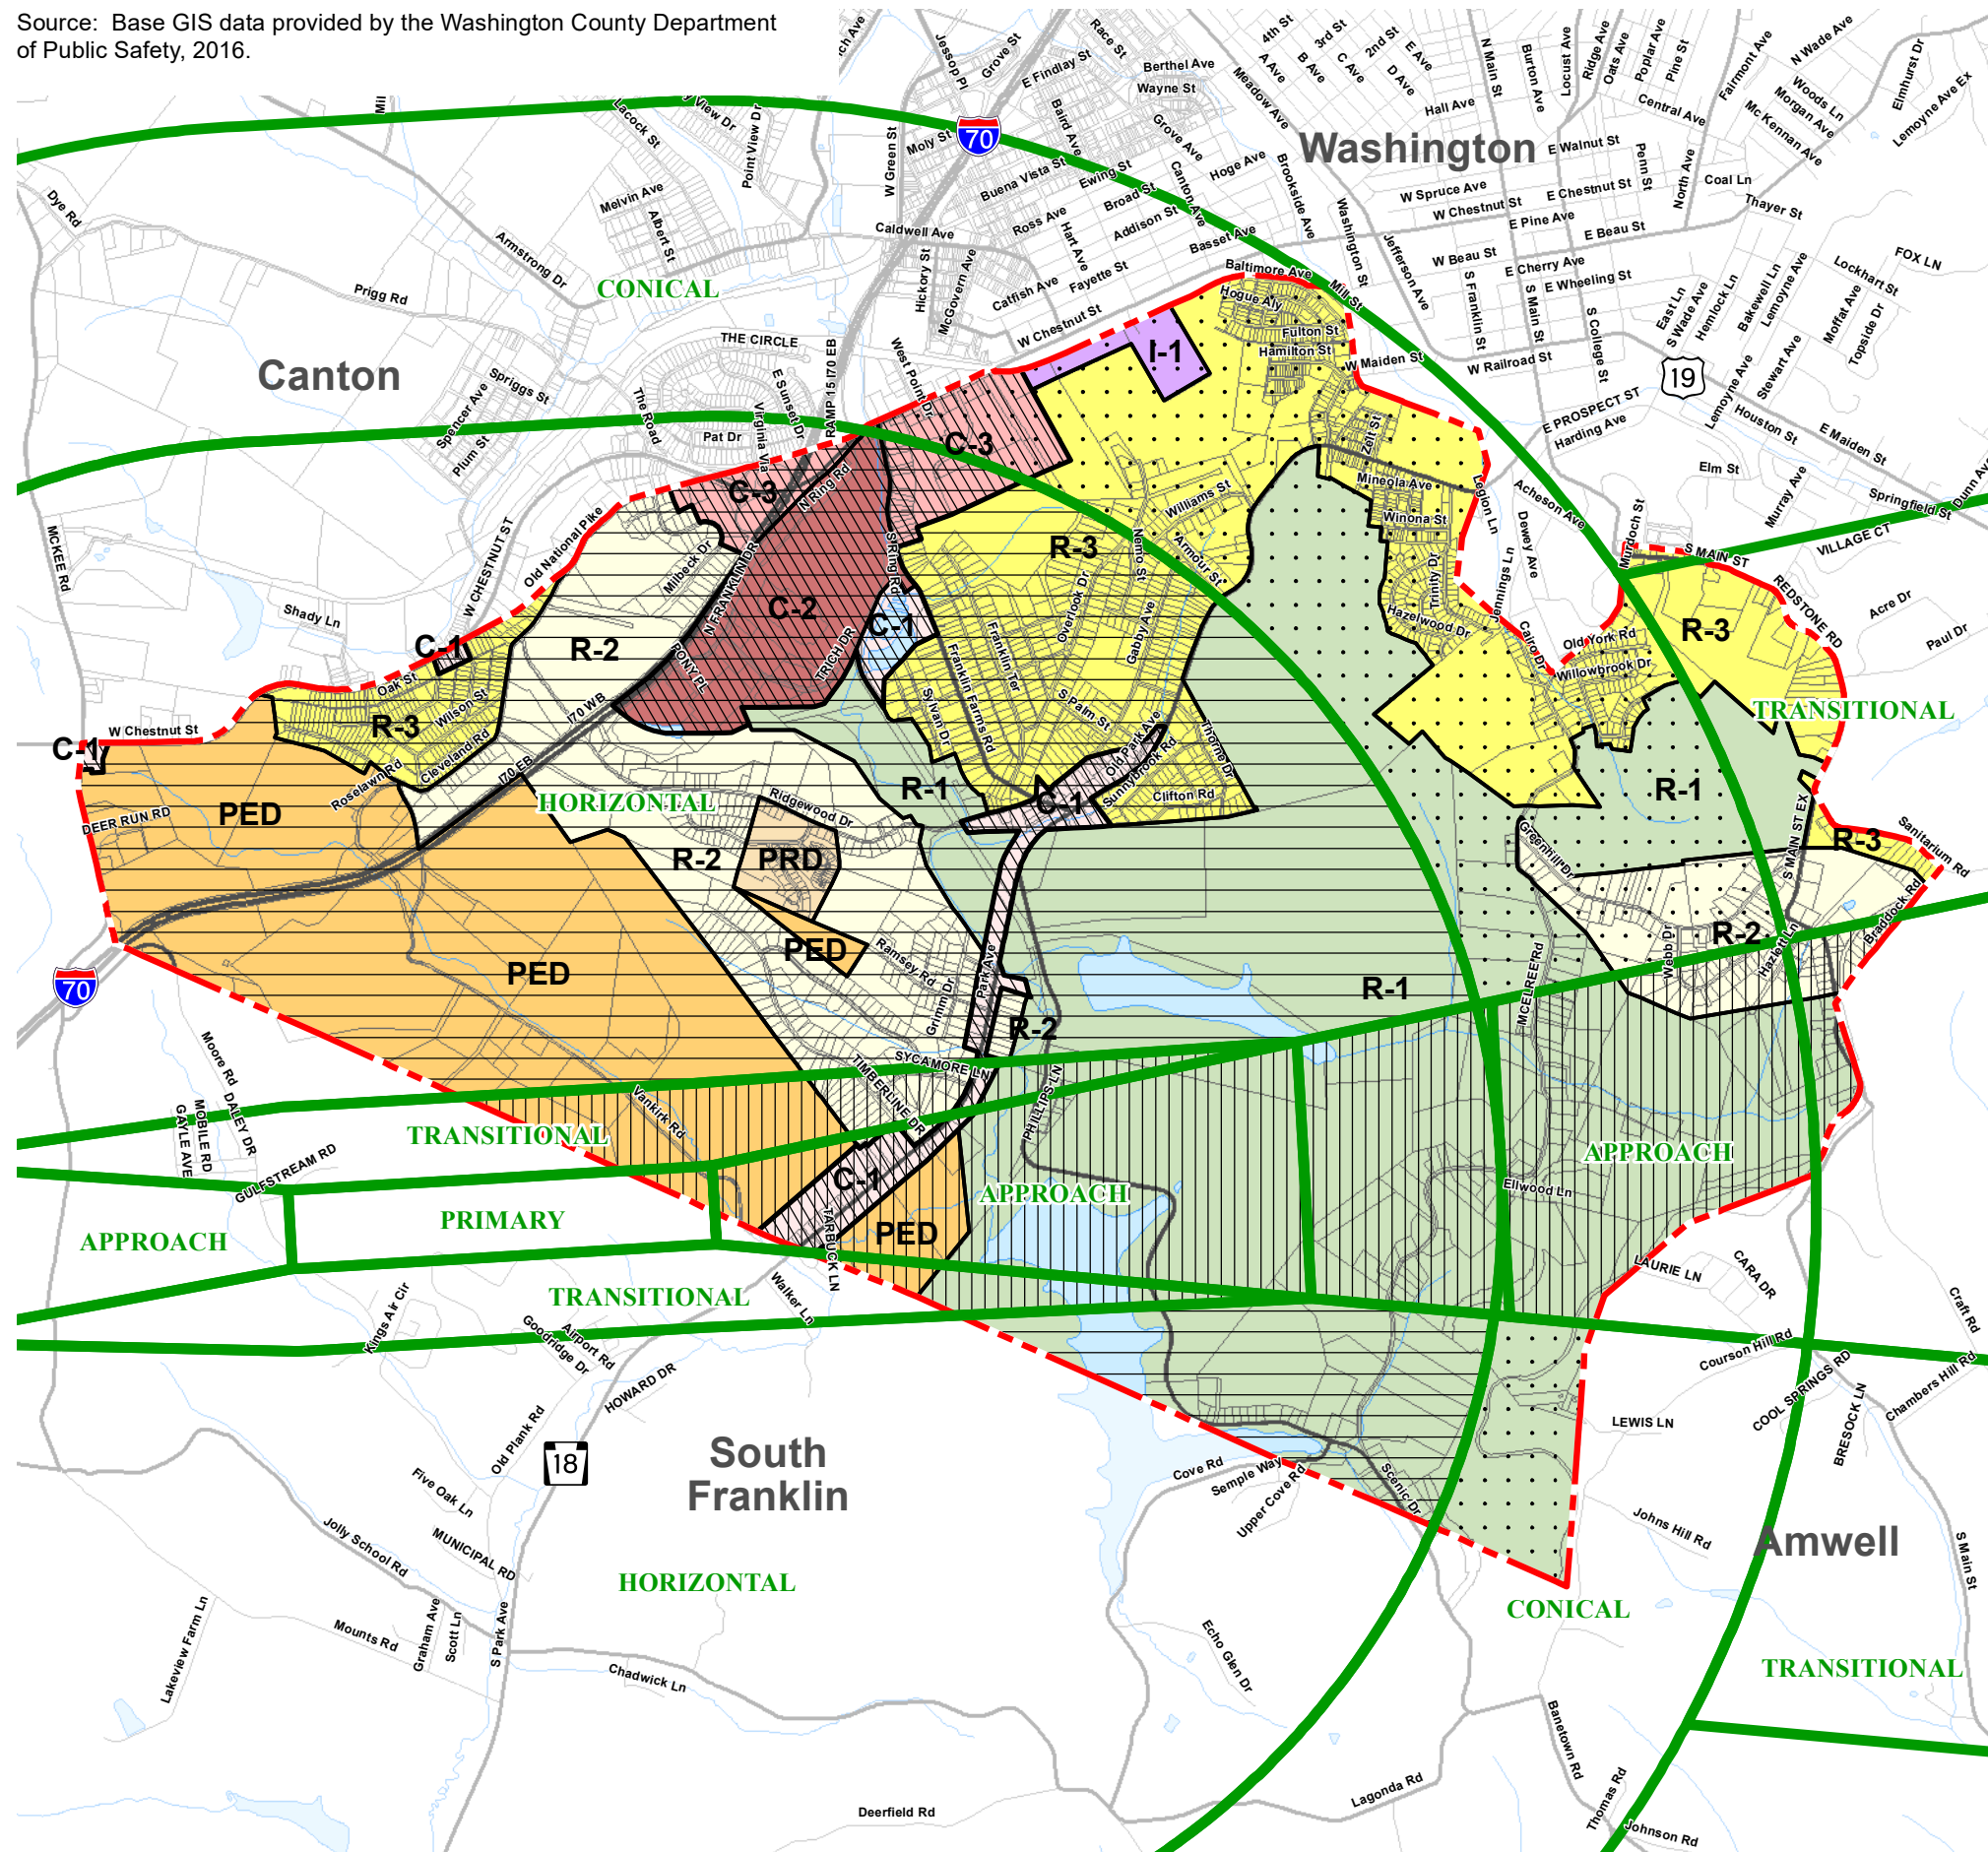 Source:  Base GIS data provided by the Washington County Department
of Public Safety, 2016.
Jessop Pl
Grove St
Race St
E Findlay St
Berthel Ave
Wayne St
Baird Ave
Grove Ave
4th St
3rd St
2nd St
E Ave
A Ave
B Ave
C Ave
D Ave
Meadow Ave
N Main St
Burton Ave
Locust Ave
Ridge Ave
Oats Ave
Poplar Ave
Pine St
Fairmont Ave
N Wade Ave
Woods Ln
Morgan Ave
Mc Kennan Ave
Elmhurst Dr
Lemoyne Ave Ex
Hall Ave
Central Ave
Mil
Lacock St
y View Dr
Point View Dr
W Green St
Moly St
70
Washington
Buena Vista St
Ewing St
Canton Ave
Hoge Ave
Brookside Ave
E Walnut St
Penn St
North Ave
Coal Ln
Thayer St
Dye Rd
Melvin Ave
Albert St
Armstrong Dr
Broad St
Ross Ave
Addison St
Hart Ave
Basset Ave
Caldwell Ave
W Spruce Ave
W Chestnut St
E Chestnut St
E Pine Ave
E Beau St
Washington St
Jefferson Ave
W Beau St
E Cherry Ave
E Wheeling St
FOX LN
Lockhart St
Prigg Rd
CONICAL
Hickory St
McGovern Ave
Catfish Ave
Fayette St
W Chestnut St
Baltimore Ave
Mill St
Hogue Aly
Fulton St
Hamilton St
S Franklin St
S Main St
S College St
East Ln
S Wade Ave
Hemlock Ln
Bakewell Ln
Lemoyne Ave
Moffat Ave
Topside Dr
Canton
THE CIRCLE
RAMP 15 I70 EB
West Point Dr
I-1
W Maiden St
W Railroad St
19
Stewart Ave
Lemoyne Ave
Houston St
E Maiden St
Spriggs St
Spencer Ave
Plum St
The Road
E Sunset Dr
Virginia Via
Pat Dr
C-3
Zeit St
E PROSPECT ST
Harding Ave
Elm St
Murray Ave
Springfield St
Dunn Ave
MCKEE Rd
W CHESTNUT ST
Old National Pike
C-3
N Ring Rd
Mineola Ave
Winona St
Legion Ln
Acheson Ave
Dewey Ave
Murdoch St
S MAIN ST
VILLAGE CT
Milbeck Dr
N FRANKLIN DR
S Ring Rd
R-3
Williams St
Nemo St
Armour St
Trinity Dr
Hazelwood Dr
Jennings Ln
REDSTONE RD
Acre Dr
Paul Dr
Shady Ln
C-1
R-2
C-2
C-1
TRICH DR
PONY PL
Overlook Dr
Gabby Ave
Franklin Ter
Franklin Farms Rd
Cairo Dr
Old York Rd
Willowbrook Dr
R-3
TRANSITIONAL
Oak St
Wilson St
R-3
Cleveland Rd
Roselawn Rd
I70 WB
I70 EB
Sylvan Dr
S Palm St
Old Park Ave
Sunnybrook Rd
Thorne Dr
Clifton Rd
W Chestnut St
C-1
PED
DEER RUN RD
HORIZONTAL
Ridgewood Dr
R-1
C-1
R-1
S MAIN ST EX
Sanitarium Rd
R-3
R-2
PRD
Greenhill Dr
R-2
Webb Dr
Hazlett Ln
Braddock Rd
PED
PED
Ramsey Rd
Grimm Dr
Park Ave
R-1
MCELREE Rd
70
R-2
Moore Rd
DALEY DR
MOBILE RD
GAYLE AVE
GULFSTREAM RD
Vankirk Rd
SYCAMORE LN
TIMBERLINE DR
PHILLIPS LN
TRANSITIONAL
APPROACH
APPROACH
Ellwood Ln
C-1
PED
TARBUCK LN
APPROACH
PRIMARY
TRANSITIONAL
Walker Ln
LAURIE LN
CARA DR
Craft Rd
Kings Air Cir
Goodridge Dr
Airport Rd
HOWARD DR
Courson Hill Rd
COOL SPRINGS RD
Chambers Hill Rd
BRESOCK LN
LEWIS LN
18
Old Plank Rd
Five Oak Ln
South
Franklin
Cove Rd
Semple Way
Upper Cove Rd
Scenic Dr
Johns Hill Rd
Amwell
S Main St
Jolly School Rd
MUNICIPAL RD
HORIZONTAL
CONICAL
TRANSITIONAL
Lakeview Farm Ln
Mounts Rd
Graham Ave
Scott Ln
S Park Ave
Chadwick Ln
Echo Glen Dr
Banetown Rd
Thomas Rd
Johnson Rd
Lagonda Rd
Deerfield Rd